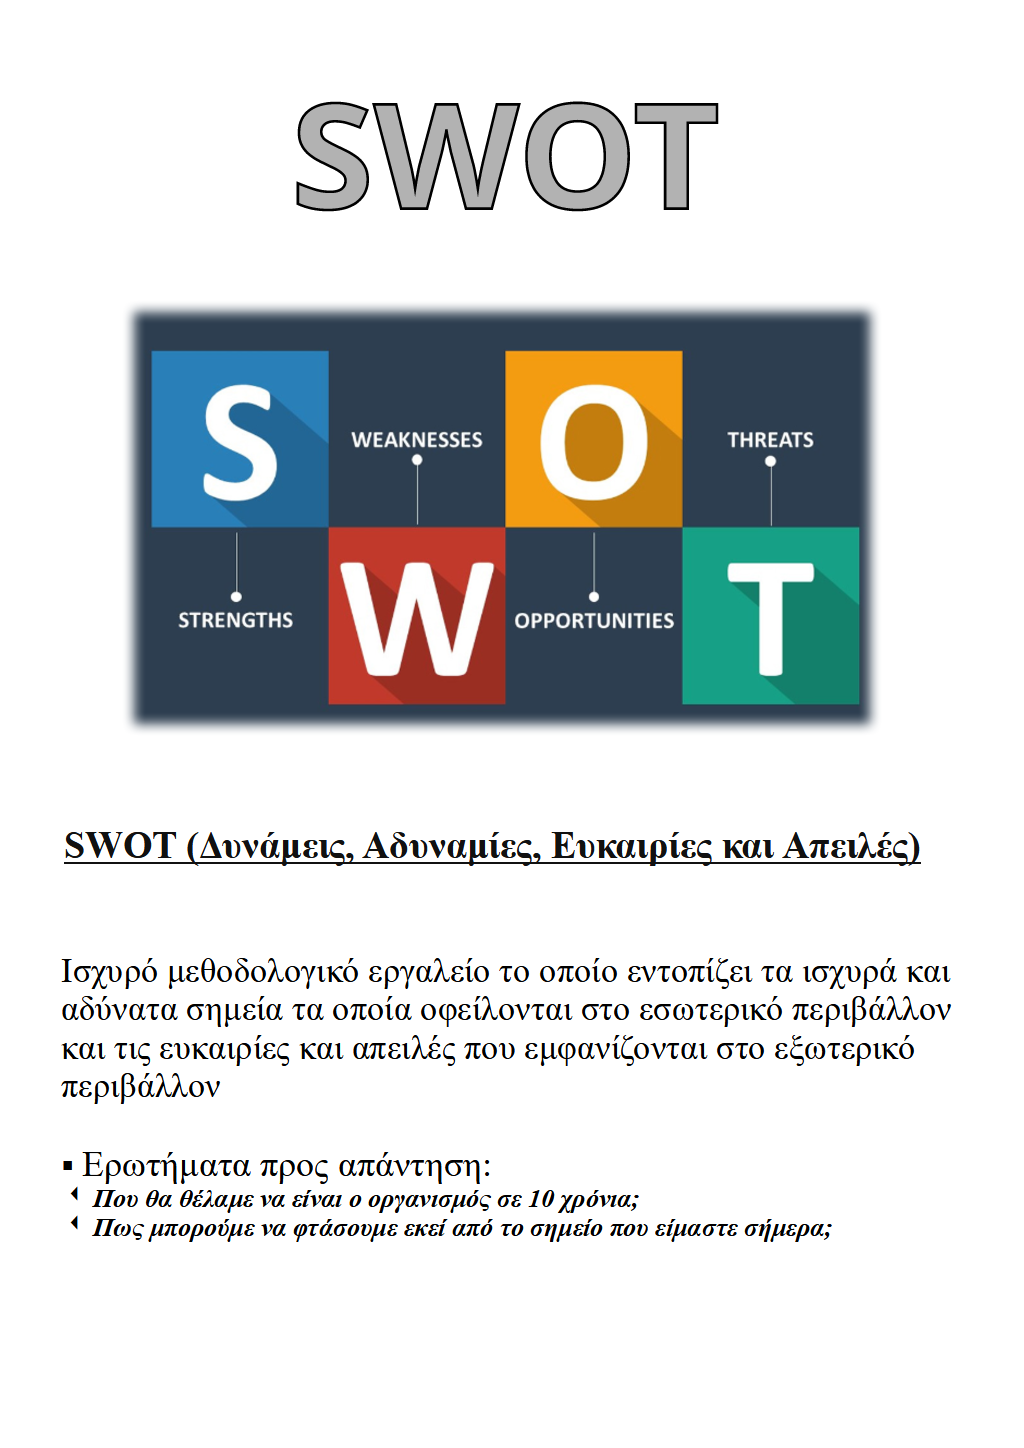 SWOT
S
WEAKNESSES
O
THREATS
STRENGTHS
W
OPPORTUNITIES
T
SWOT (Δυνάμεις, Αδυναμίες, Ευκαιρίες και Απειλές)
Ισχυρό μεθοδολογικό εργαλείο το οποίο εντοπίζει τα ισχυρά και
αδύνατα σημεία τα οποία οφείλονται στο εσωτερικό περιβάλλον
και τις ευκαιρίες και απειλές που εμφανίζονται στο εξωτερικό
περιβάλλον
▪ Ερωτήματα προς απάντηση:
Που θα θέλαμε να είναι ο οργανισμός σε 10 χρόνια;
Πως μπορούμε να φτάσουμε εκεί από το σημείο που είμαστε σήμερα;